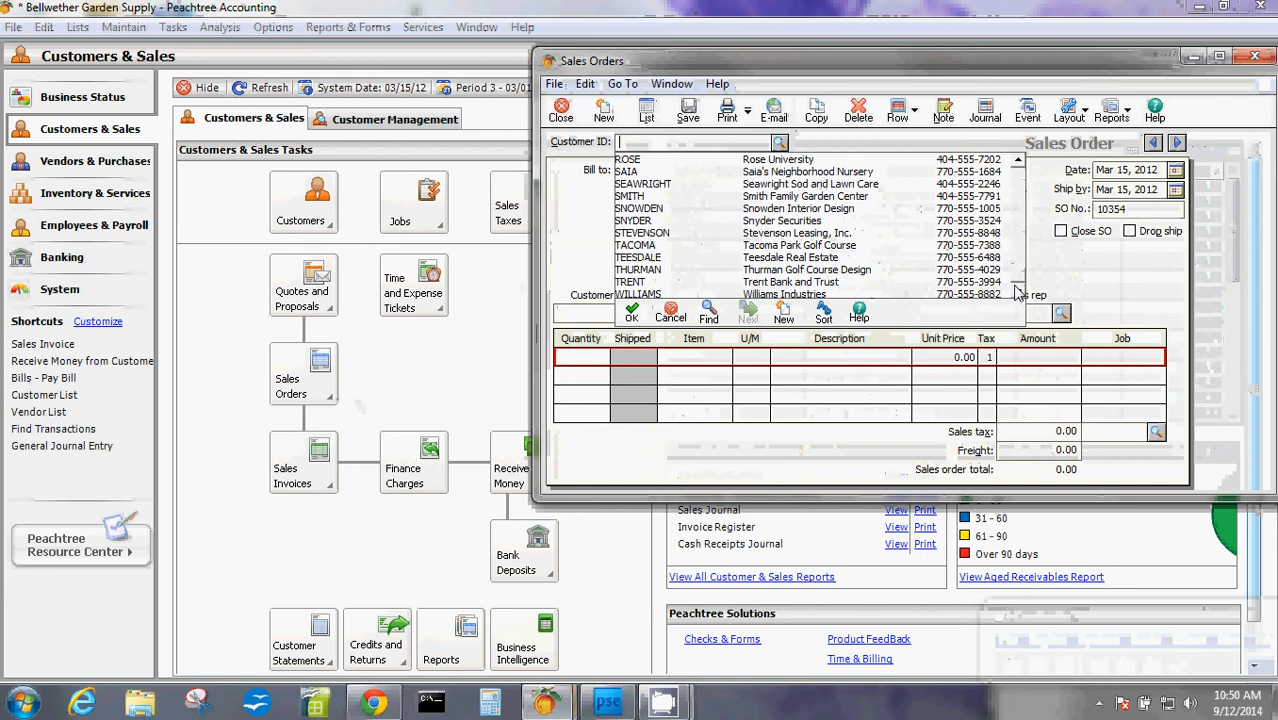 * Bellwether Garden Supply - Peachtree Accounting
File Edit Lists Maintain Tasks Analysis Options Reports & Forms Services Window Help
Customers & Sales
Business Status
Customers & Sales
Vendors & Purchases
Inventory & Services
Employees & Payroll
Banking
System
Shortcuts Customize
Sales Invoice
Receive Money from Custome
Bills - Pay Bill
Customer List
Vendor List
Find Transactions
General Journal Entry
Peachtree
Resource Center
Hide Refresh System Date: 03/15/12 Period 3 - 03/01
Customers & Sales Customer Management
Customers & Sales Tasks
Customers
Jobs
Sales
Taxes
Quotes and
Proposals
Time
and Expense
Tickets
Sales
Orders
Sales
Invoices
Finance
Charges
Receive
Money
Bank
Deposits
Customer
Statements
Credits and
Returns
Reports
Business
Intelligence
Sales Orders
File Edit Go To Window Help
Close New List Save Print E-mail Copy Delete Row Note Journal Event Layout Reports Help
Customer ID:
Sales Order
Bill to:
Date: Mar 15, 2012
Ship by: Mar 15, 2012
SO No.: 10354
Close SO Drop ship
ROSE Rose University 404-555-7202
SAIA Saia's Neighborhood Nursery 770-555-1684
SEAWRIGHT Seawright Sod and Lawn Care 404-555-2246
SMITH Smith Family Garden Center 404-555-7791
SNOWDEN Snowden Interior Design 770-555-1005
SNYDER Snyder Securities 770-555-3524
STEVENSON Stevenson Leasing, Inc. 770-555-8848
TACOMA Tacoma Park Golf Course 770-555-7388
TEESDALE Teesdale Real Estate 770-555-6488
THURMAN Thurman Golf Course Design 770-555-4029
TRENT Trent Bank and Trust 770-555-3994
WILLIAMS Williams Industries 770-555-8882
Customer
rep
OK Cancel Find Next New Sort Help
Quantity Shipped Item U/M Description Unit Price Tax Amount Job
0.00 1
Sales tax: 0.00
Freight: 0.00
Sales order total: 0.00
Sales Journal View Print
Invoice Register View Print
Cash Receipts Journal View Print
View All Customer & Sales Reports
31 - 60
61 - 90
Over 90 days
View Aged Receivables Report
Peachtree Solutions
Checks & Forms
Product FeedBack
Time & Billing
pse
10:50 AM
9/12/2014